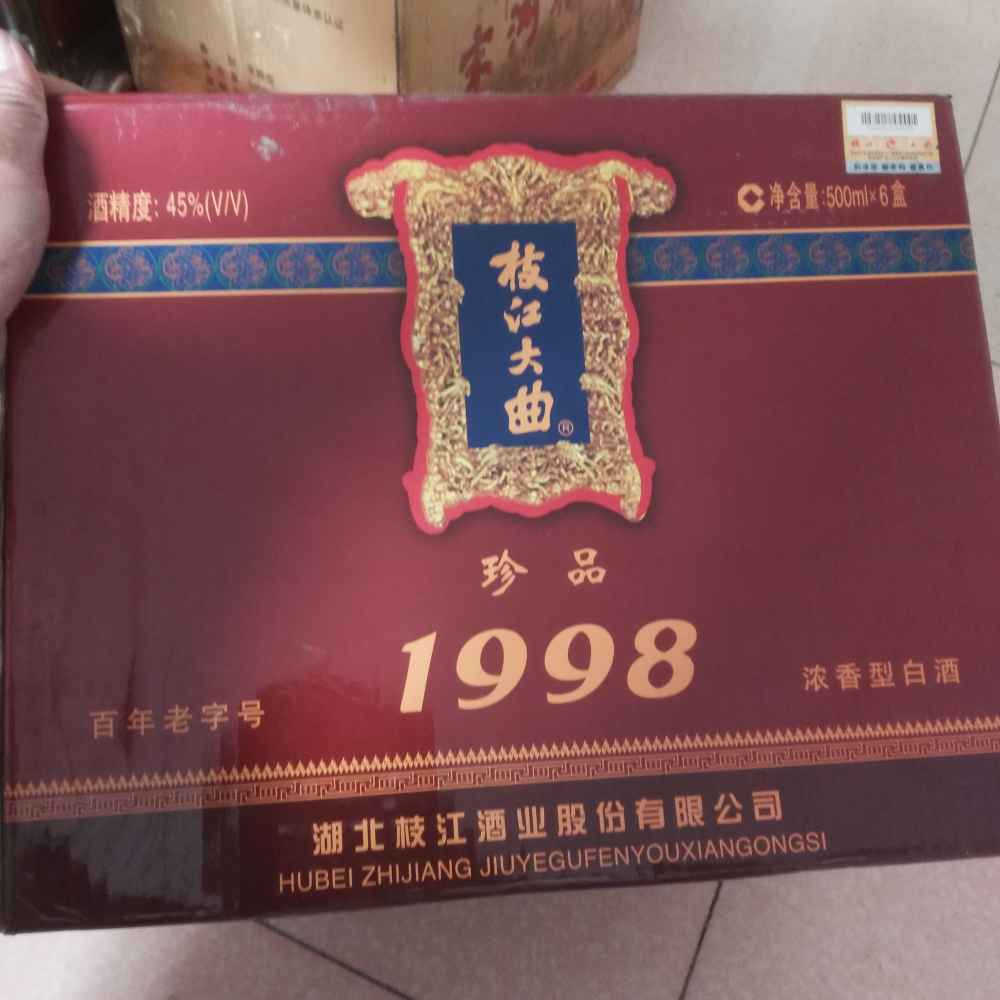 酒精度: 45%(V/V)
净含量:500ml×6盒
枝江大曲®
珍品
1998
百年老字号
浓香型白酒
湖北枝江酒业股份有限公司
HUBEI ZHIJIANG JIUYEGUFENYOUXIANGONGSI